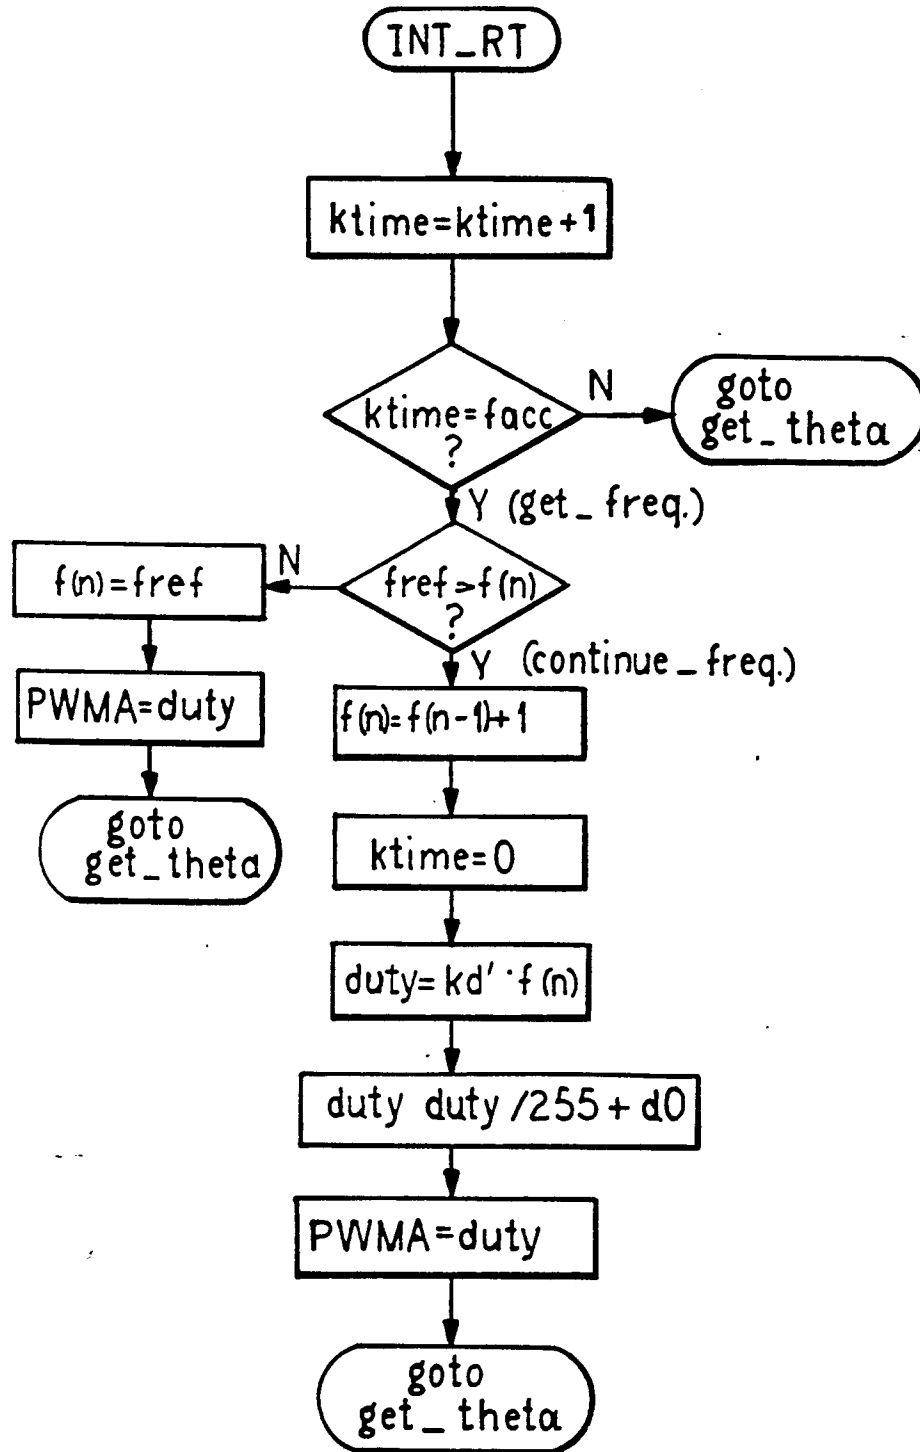 INT_RT
ktime=ktime+1
ktime=facc
?
N
goto
get_theta
Y (get_freq.)
fref>f(n)
?
N
f(n)=fref
PWMA=duty
goto
get_theta
Y (continue_freq.)
f(n)=f(n-1)+1
ktime=0
duty=kd'·f(n)
duty duty/255+d0
PWMA=duty
goto
get_theta